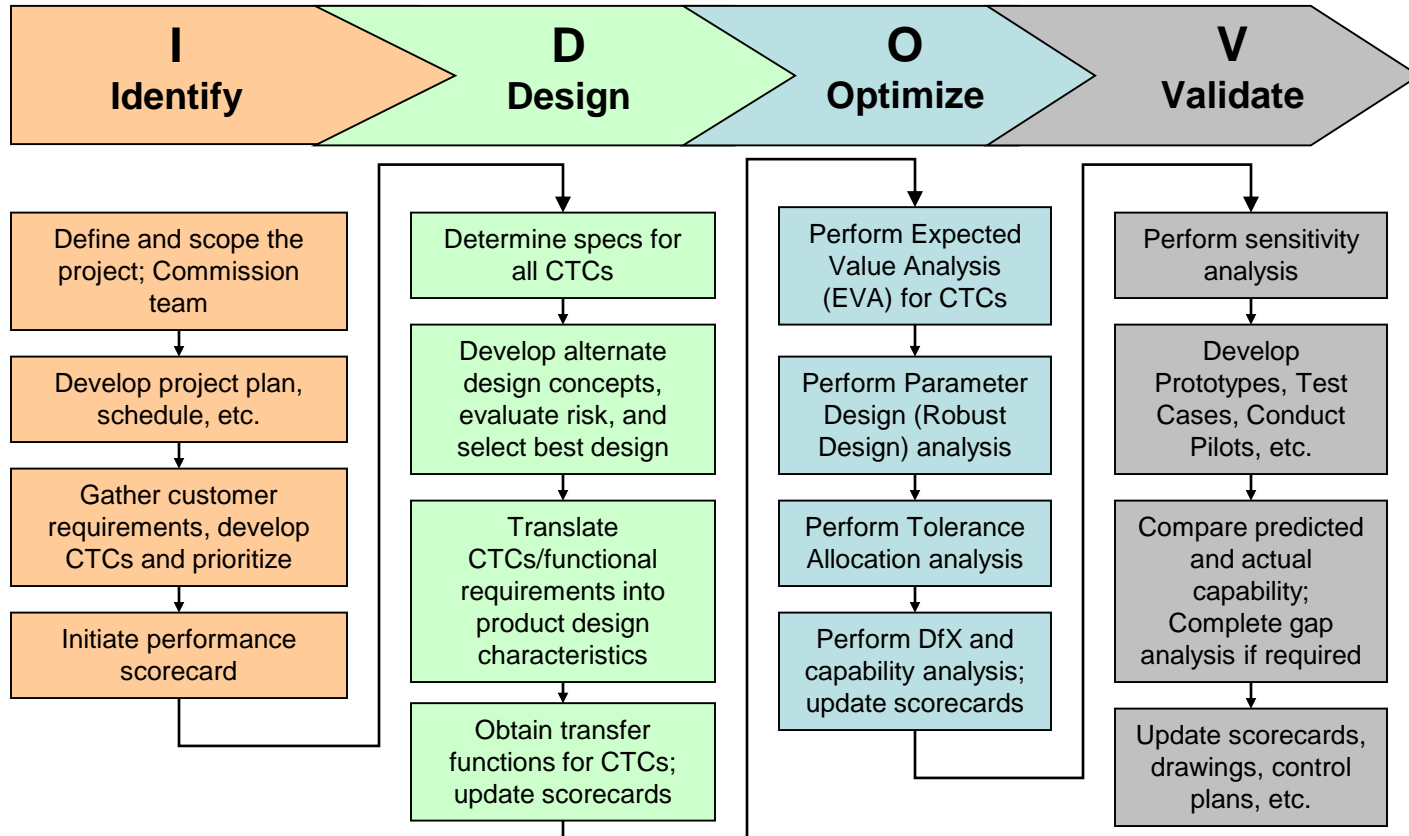 I
Identify
D
Design
O
Optimize
V
Validate
Define and scope the
project; Commission
team
Develop project plan,
schedule, etc.
Gather customer
requirements, develop
CTCs and prioritize
Initiate performance
scorecard
Determine specs for
all CTCs
Develop alternate
design concepts,
evaluate risk, and
select best design
Translate
CTCs/functional
requirements into
product design
characteristics
Obtain transfer
functions for CTCs;
update scorecards
Perform Expected
Value Analysis
(EVA) for CTCs
Perform Parameter
Design (Robust
Design) analysis
Perform Tolerance
Allocation analysis
Perform DfX and
capability analysis;
update scorecards
Perform sensitivity
analysis
Develop
Prototypes, Test
Cases, Conduct
Pilots, etc.
Compare predicted
and actual
capability;
Complete gap
analysis if required
Update scorecards,
drawings, control
plans, etc.